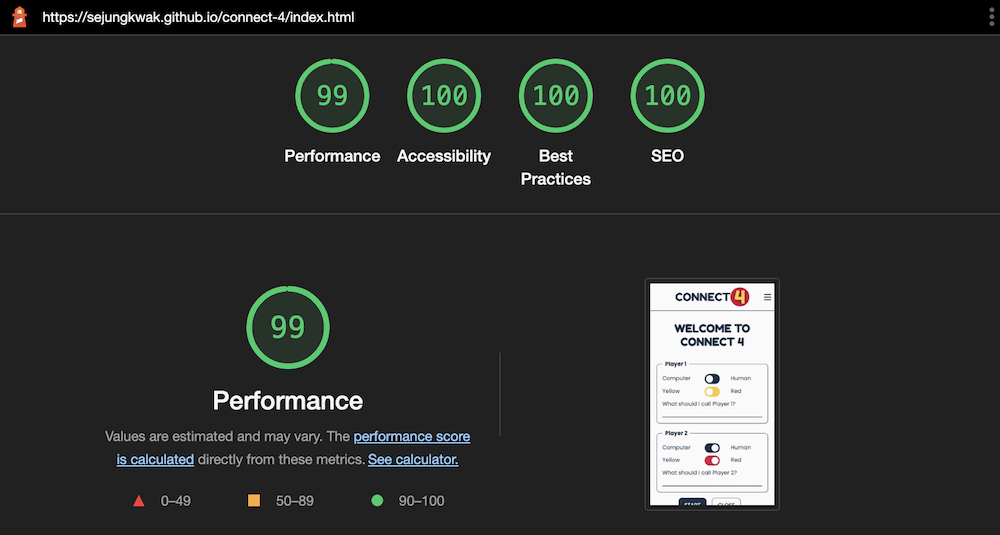 https://sejungkwak.github.io/connect-4/index.html
99
100
100
100
Performance
Accessibility
Best
Practices
SEO
99
Performance
Values are estimated and may vary. The performance score
is calculated directly from these metrics. See calculator.
0–49
50–89
90–100
CONNECT 4
WELCOME TO
CONNECT 4
Player 1
Computer Human
Yellow Red
What should I call Player 1?
Player 2
Computer Human
Yellow Red
What should I call Player 2?
START CLOSE